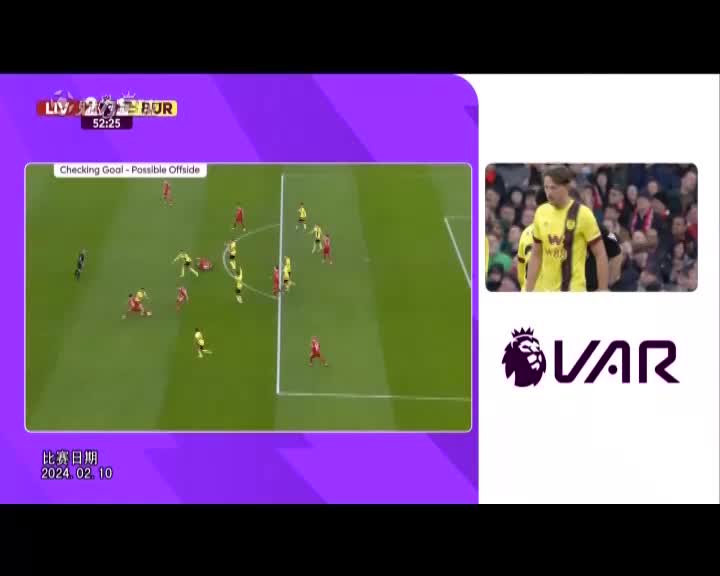 LIV
BUR
52:25
Checking Goal - Possible Offside
VAR
比赛日期
2024.02.10